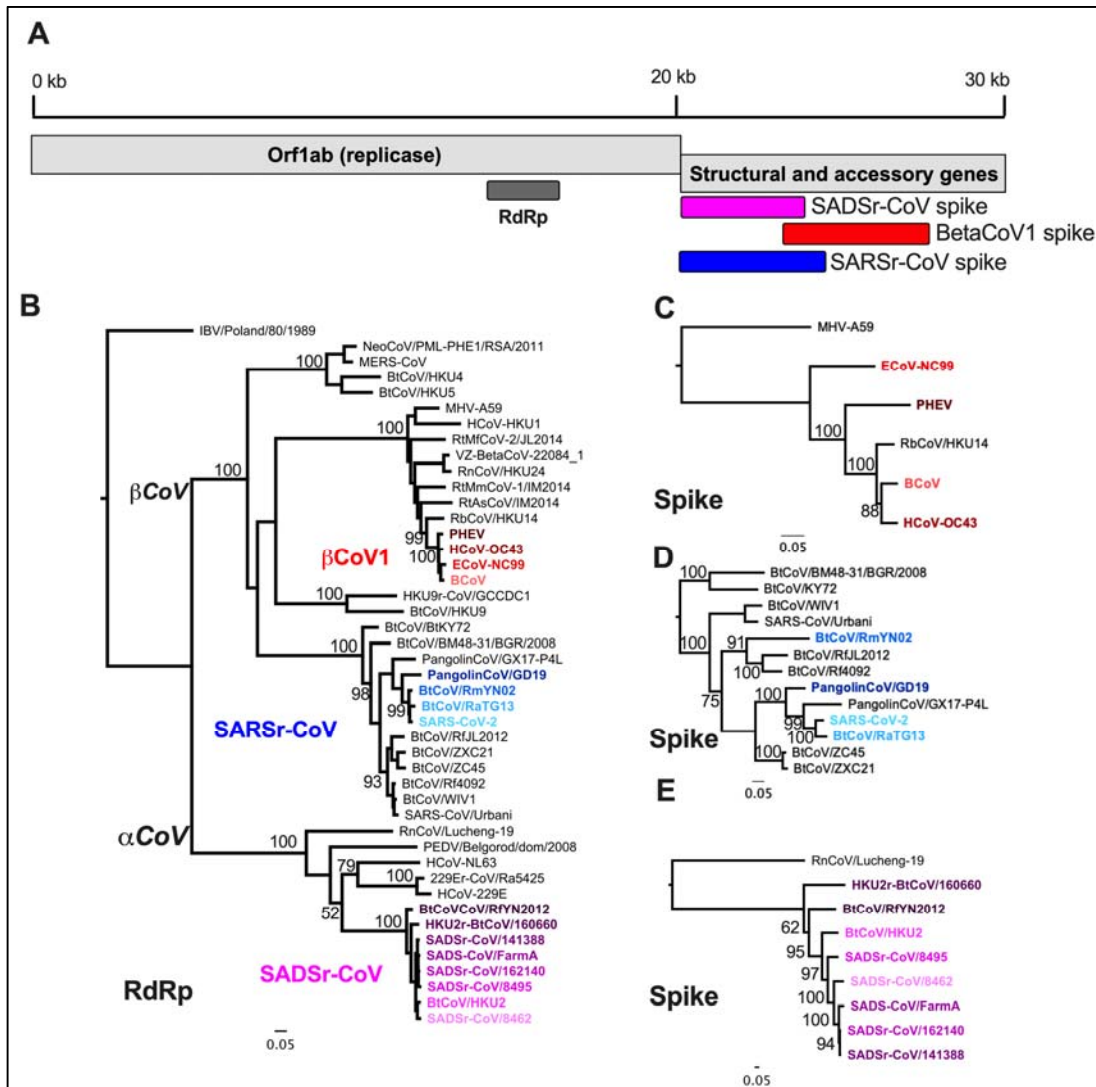 A
0 kb
20 kb
30 kb
Orf1ab (replicase)
Structural and accessory genes
RdRp
SADSr-CoV spike
BetaCoV1 spike
SARSr-CoV spike
B
IBV/Poland/80/1989
NeoCoV/PML-PHE1/RSA/2011
100
MERS-CoV
BtCoV/HKU4
BtCoV/HKU5
MHV-A59
100
HCoV-HKU1
RtMfCoV-2/JL2014
VZ-BetaCoV-22084_1
100
RnCoV/HKU24
βCoV
RtMmCoV-1/IM2014
RtAsCoV/IM2014
RbCoV/HKU14
99
PHEV
βCoV1
100
HCoV-OC43
ECoV-NC99
BCoV
HKU9r-CoV/GCCDC1
BtCoV/HKU9
BtCoV/BtKY72
100
BtCoV/BM48-31/BGR/2008
PangolinCoV/GX17-P4L
98
PangolinCoV/GD19
BtCoV/RmYN02
99
BtCoV/RaTG13
SARSr-CoV
SARS-CoV-2
BtCoV/RfJL2012
BtCoV/ZXC21
BtCoV/ZC45
93
BtCoV/Rf4092
BtCoV/WIV1
SARS-CoV/Urbani
αCoV
RnCoV/Lucheng-19
100
PEDV/Belgorod/dom/2008
79
HCoV-NL63
100
229Er-CoV/Ra5425
HCoV-229E
52
BtCoVCoV/RfYN2012
100
HKU2r-BtCoV/160660
SADSr-CoV/141388
SADS-CoV/FarmA
SADSr-CoV
SADSr-CoV/162140
SADSr-CoV/8495
RdRp
BtCoV/HKU2
SADSr-CoV/8462
0.05
C
MHV-A59
ECoV-NC99
PHEV
100
RbCoV/HKU14
100
Spike
BCoV
88
HCoV-OC43
0.05
D
100
BtCoV/BM48-31/BGR/2008
BtCoV/KY72
BtCoV/WIV1
SARS-CoV/Urbani
100
91
BtCoV/RmYN02
BtCoV/RfJL2012
100
BtCoV/Rf4092
75
100
PangolinCoV/GD19
PangolinCoV/GX17-P4L
99
SARS-CoV-2
100
BtCoV/RaTG13
Spike
100
BtCoV/ZC45
BtCoV/ZXC21
0.05
E
RnCoV/Lucheng-19
HKU2r-BtCoV/160660
BtCoV/RfYN2012
62
BtCoV/HKU2
95
SADSr-CoV/8495
97
SADSr-CoV/8462
100
Spike
SADS-CoV/FarmA
100
SADSr-CoV/162140
94
SADSr-CoV/141388
0.05